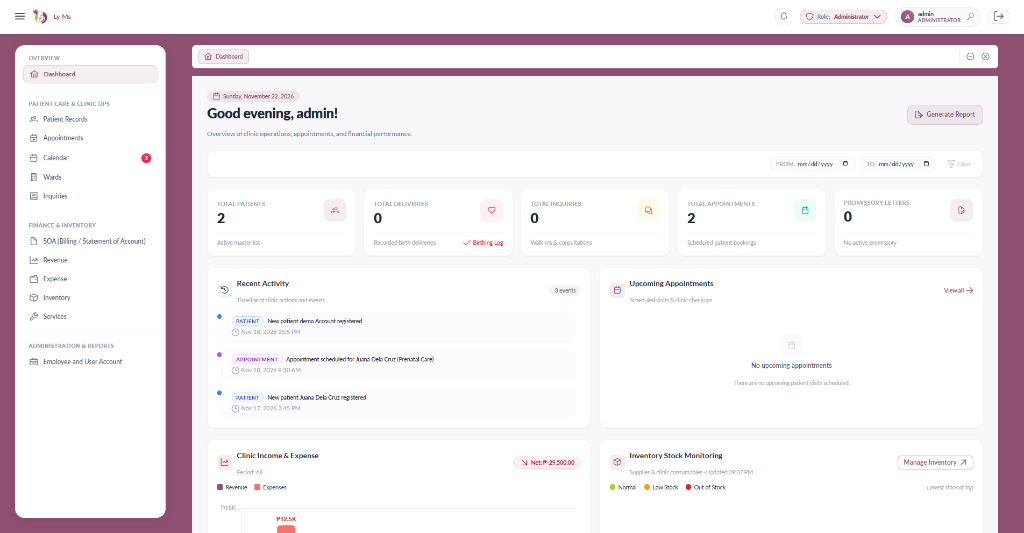 Ly-Ms
Role: Administrator
A
admin
ADMINISTRATOR
OVERVIEW
Dashboard
PATIENT CARE & CLINIC OPS
Patient Records
Appointments
Calendar
3
Wards
Inquiries
FINANCE & INVENTORY
SOA (Billing / Statement of Account)
Revenue
Expense
Inventory
Services
ADMINISTRATION & REPORTS
Employee and User Account
Dashboard
Sunday, November 22, 2026
Good evening, admin!
Overview of clinic operations, appointments, and financial performance.
Generate Report
FROM mm/dd/yyyy
TO mm/dd/yyyy
Clear
TOTAL PATIENTS
2
Active master list
TOTAL DELIVERIES
0
Recorded birth deliveries
Birthing Log
TOTAL INQUIRIES
0
Walk-ins & consultations
TOTAL APPOINTMENTS
2
Scheduled patient bookings
PROMISSORY LETTERS
0
No active promissory
Recent Activity
Timeline of clinic actions and events
3 events
PATIENT New patient demo Account registered
Nov 18, 2026 2:05 PM
APPOINTMENT Appointment scheduled for Juana Dela Cruz (Prenatal Care)
Nov 18, 2026 9:30 AM
PATIENT New patient Juana Dela Cruz registered
Nov 17, 2026 3:45 PM
Upcoming Appointments
Scheduled visits & clinic checkups
View all
No upcoming appointments
There are no upcoming patient visits scheduled.
Clinic Income & Expense
Period: All
Net: ₱-29,500.00
Revenue
Expenses
₱15K
₱12.5K
Inventory Stock Monitoring
Supplies & clinic consumables · Updated 09:07 PM
Manage Inventory
Normal
Low Stock
Out of Stock
Lowest stock at top